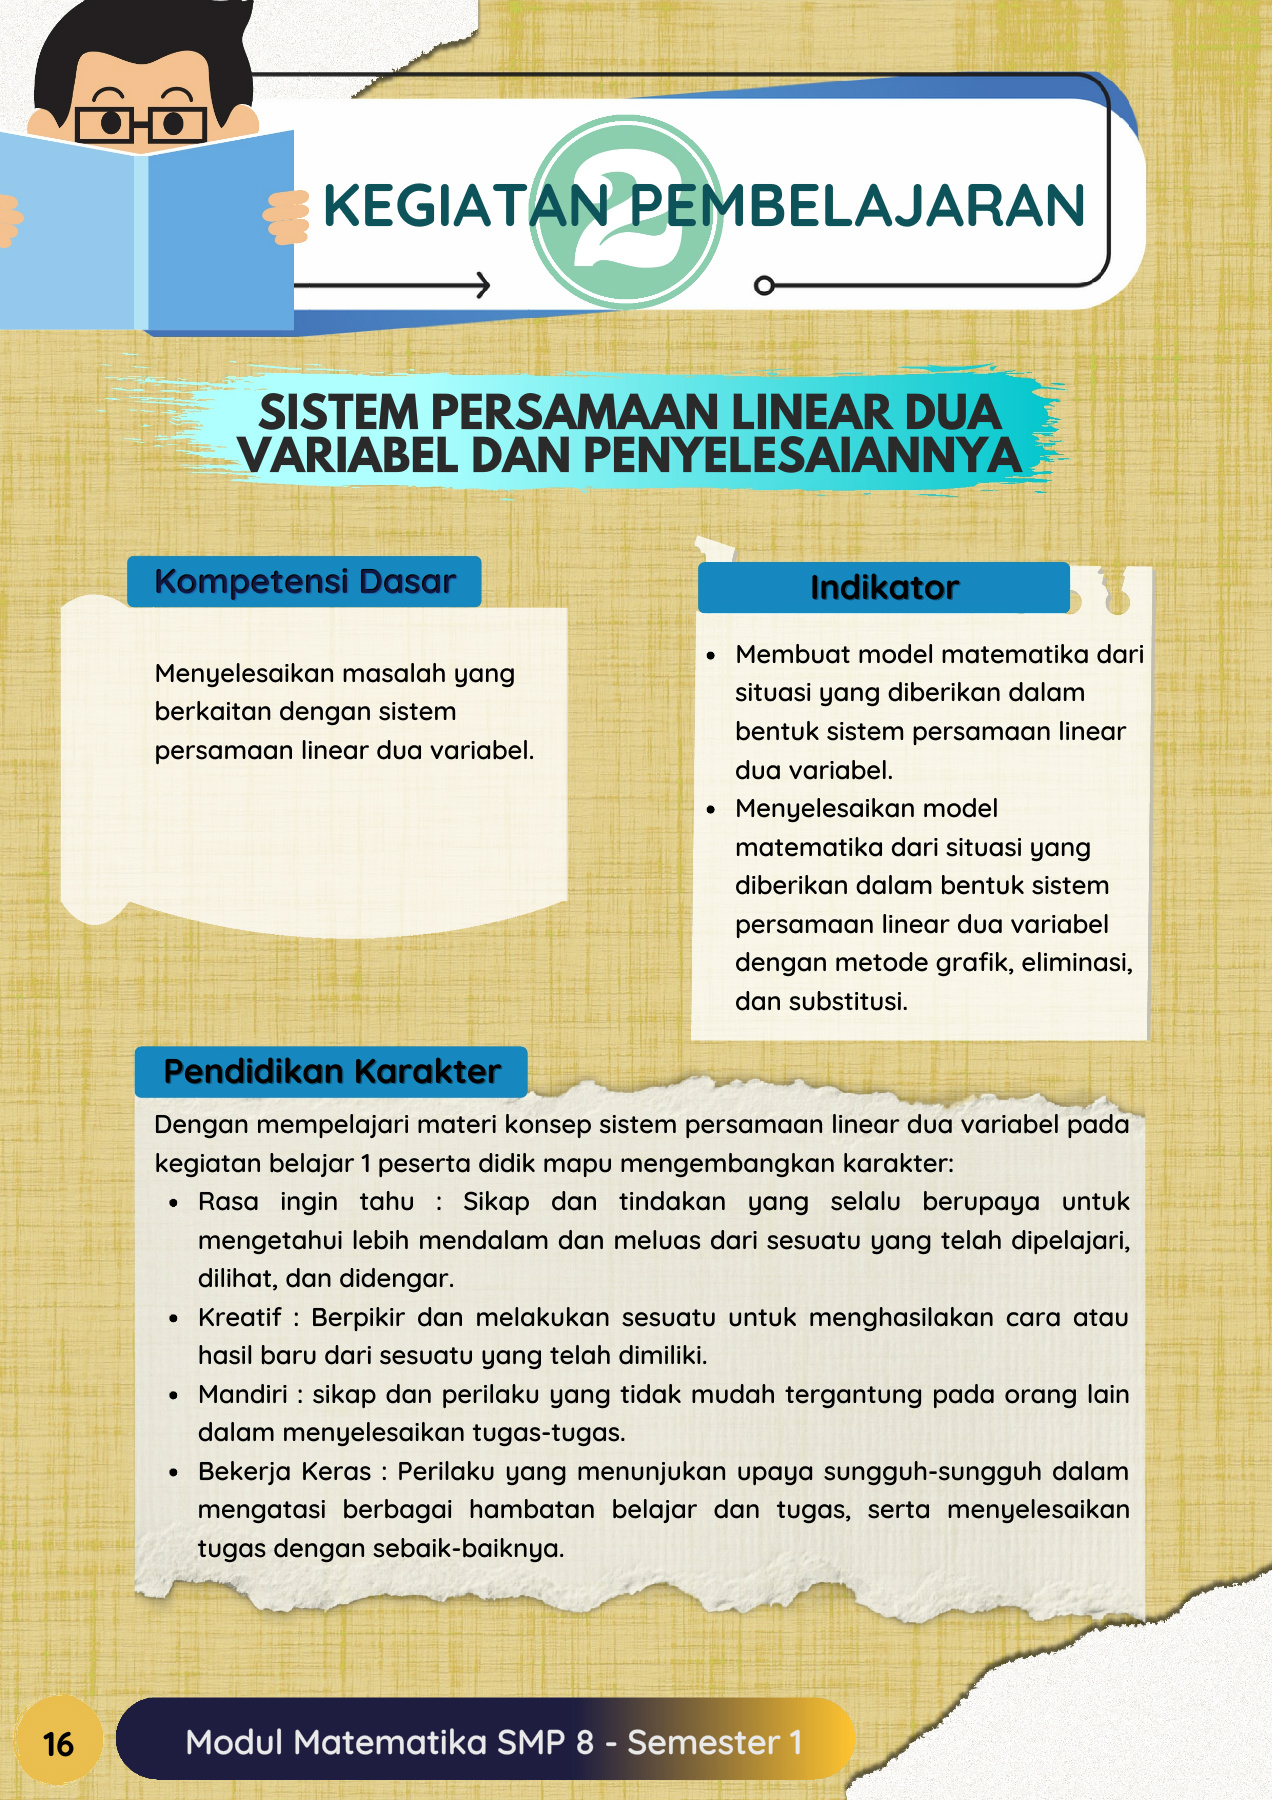 2
KEGIATAN PEMBELAJARAN
SISTEM PERSAMAAN LINEAR DUA
VARIABEL DAN PENYELESAIANNYA
Kompetensi Dasar
Menyelesaikan masalah yang
berkaitan dengan sistem
persamaan linear dua variabel.
Indikator
• Membuat model matematika dari
situasi yang diberikan dalam
bentuk sistem persamaan linear
dua variabel.
• Menyelesaikan model
matematika dari situasi yang
diberikan dalam bentuk sistem
persamaan linear dua variabel
dengan metode grafik, eliminasi,
dan substitusi.
Pendidikan Karakter
Dengan mempelajari materi konsep sistem persamaan linear dua variabel pada
kegiatan belajar 1 peserta didik mapu mengembangkan karakter:
• Rasa ingin tahu : Sikap dan tindakan yang selalu berupaya untuk
mengetahui lebih mendalam dan meluas dari sesuatu yang telah dipelajari,
dilihat, dan didengar.
• Kreatif : Berpikir dan melakukan sesuatu untuk menghasilakan cara atau
hasil baru dari sesuatu yang telah dimiliki.
• Mandiri : sikap dan perilaku yang tidak mudah tergantung pada orang lain
dalam menyelesaikan tugas-tugas.
• Bekerja Keras : Perilaku yang menunjukan upaya sungguh-sungguh dalam
mengatasi berbagai hambatan belajar dan tugas, serta menyelesaikan
tugas dengan sebaik-baiknya.
16
Modul Matematika SMP 8 - Semester 1